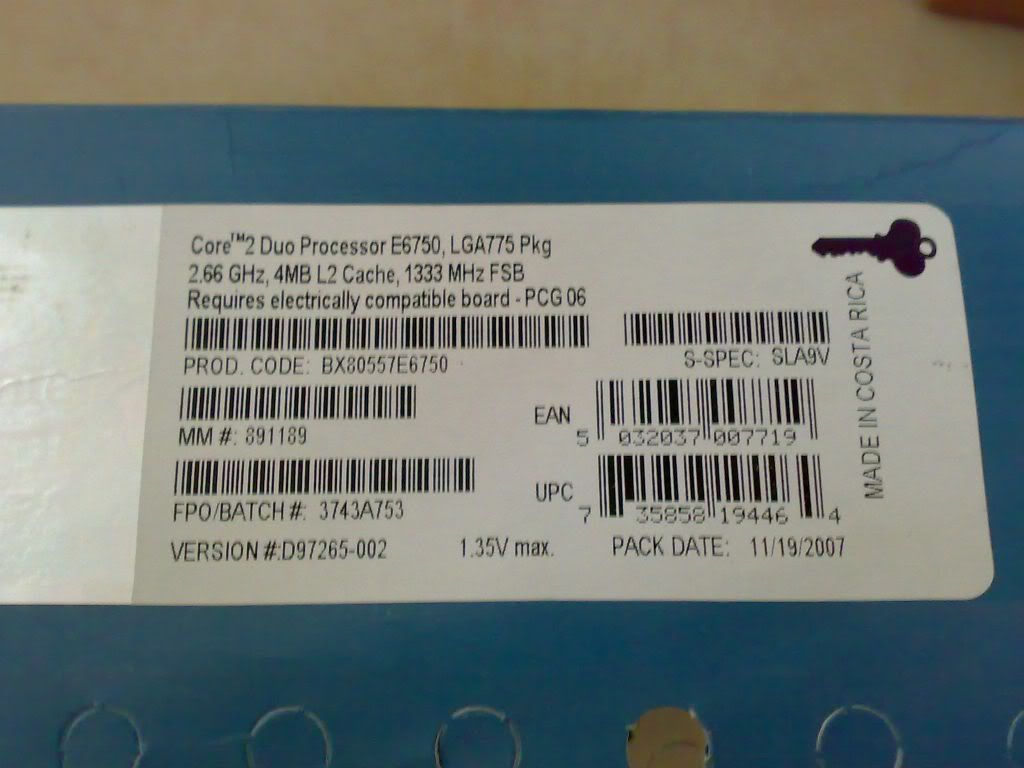 Core™2 Duo Processor E6750, LGA775 Pkg
2.66 GHz, 4MB L2 Cache, 1333 MHz FSB
Requires electrically compatible board - PCG 06
PROD. CODE: BX80557E6750
S-SPEC: SLA9V
MM #: 891189
EAN
5 032037 007719
FPO/BATCH #: 3743A753
UPC
7 35858 19446 4
VERSION #:D97265-002 1.35V max. PACK DATE: 11/19/2007
MADE IN COSTA RICA